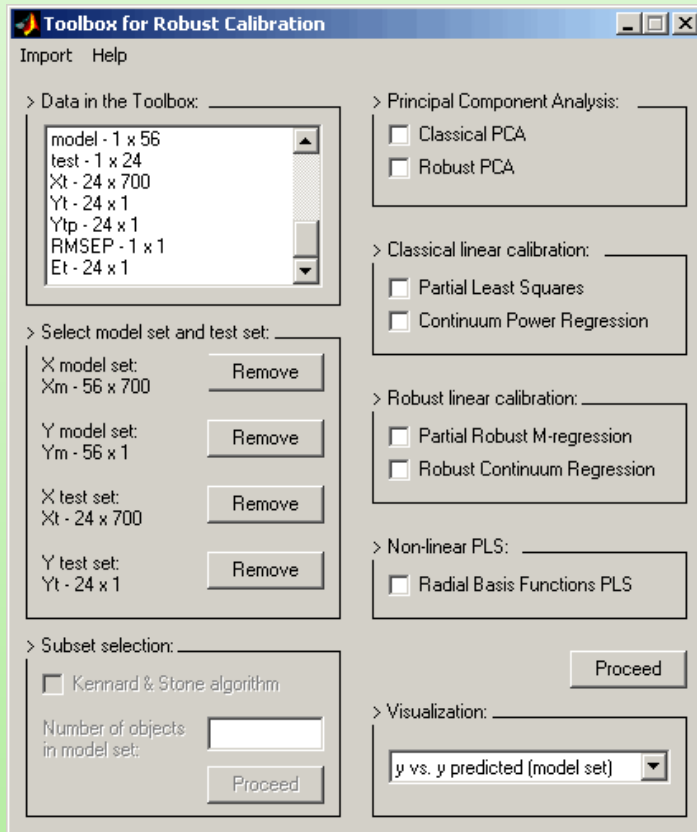 Toolbox for Robust Calibration
Import Help
> Data in the Toolbox:
model - 1 x 56
test - 1 x 24
Xt - 24 x 700
Yt - 24 x 1
Ytp - 24 x 1
RMSEP - 1 x 1
Et - 24 x 1
> Select model set and test set:
X model set:
Xm - 56 x 700
Remove
Y model set:
Ym - 56 x 1
Remove
X test set:
Xt - 24 x 700
Remove
Y test set:
Yt - 24 x 1
Remove
> Subset selection:
Kennard & Stone algorithm
Number of objects
in model set:
Proceed
> Principal Component Analysis:
Classical PCA
Robust PCA
> Classical linear calibration:
Partial Least Squares
Continuum Power Regression
> Robust linear calibration:
Partial Robust M-regression
Robust Continuum Regression
> Non-linear PLS:
Radial Basis Functions PLS
Proceed
> Visualization:
y vs. y predicted (model set)